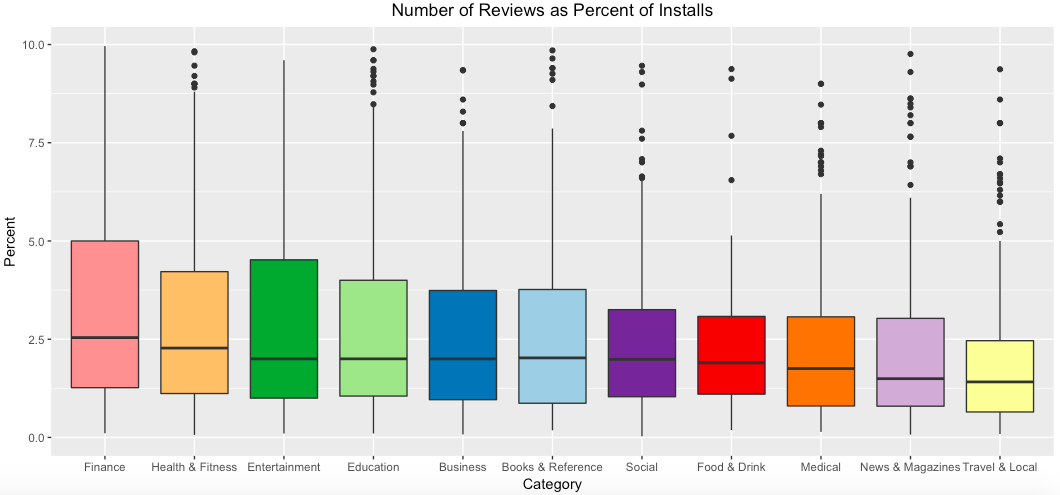 Number of Reviews as Percent of Installs
10.0
7.5
5.0
2.5
0.0
Percent
Finance Health & Fitness Entertainment Education Business Books & Reference Social Food & Drink Medical News & Magazines Travel & Local
Category